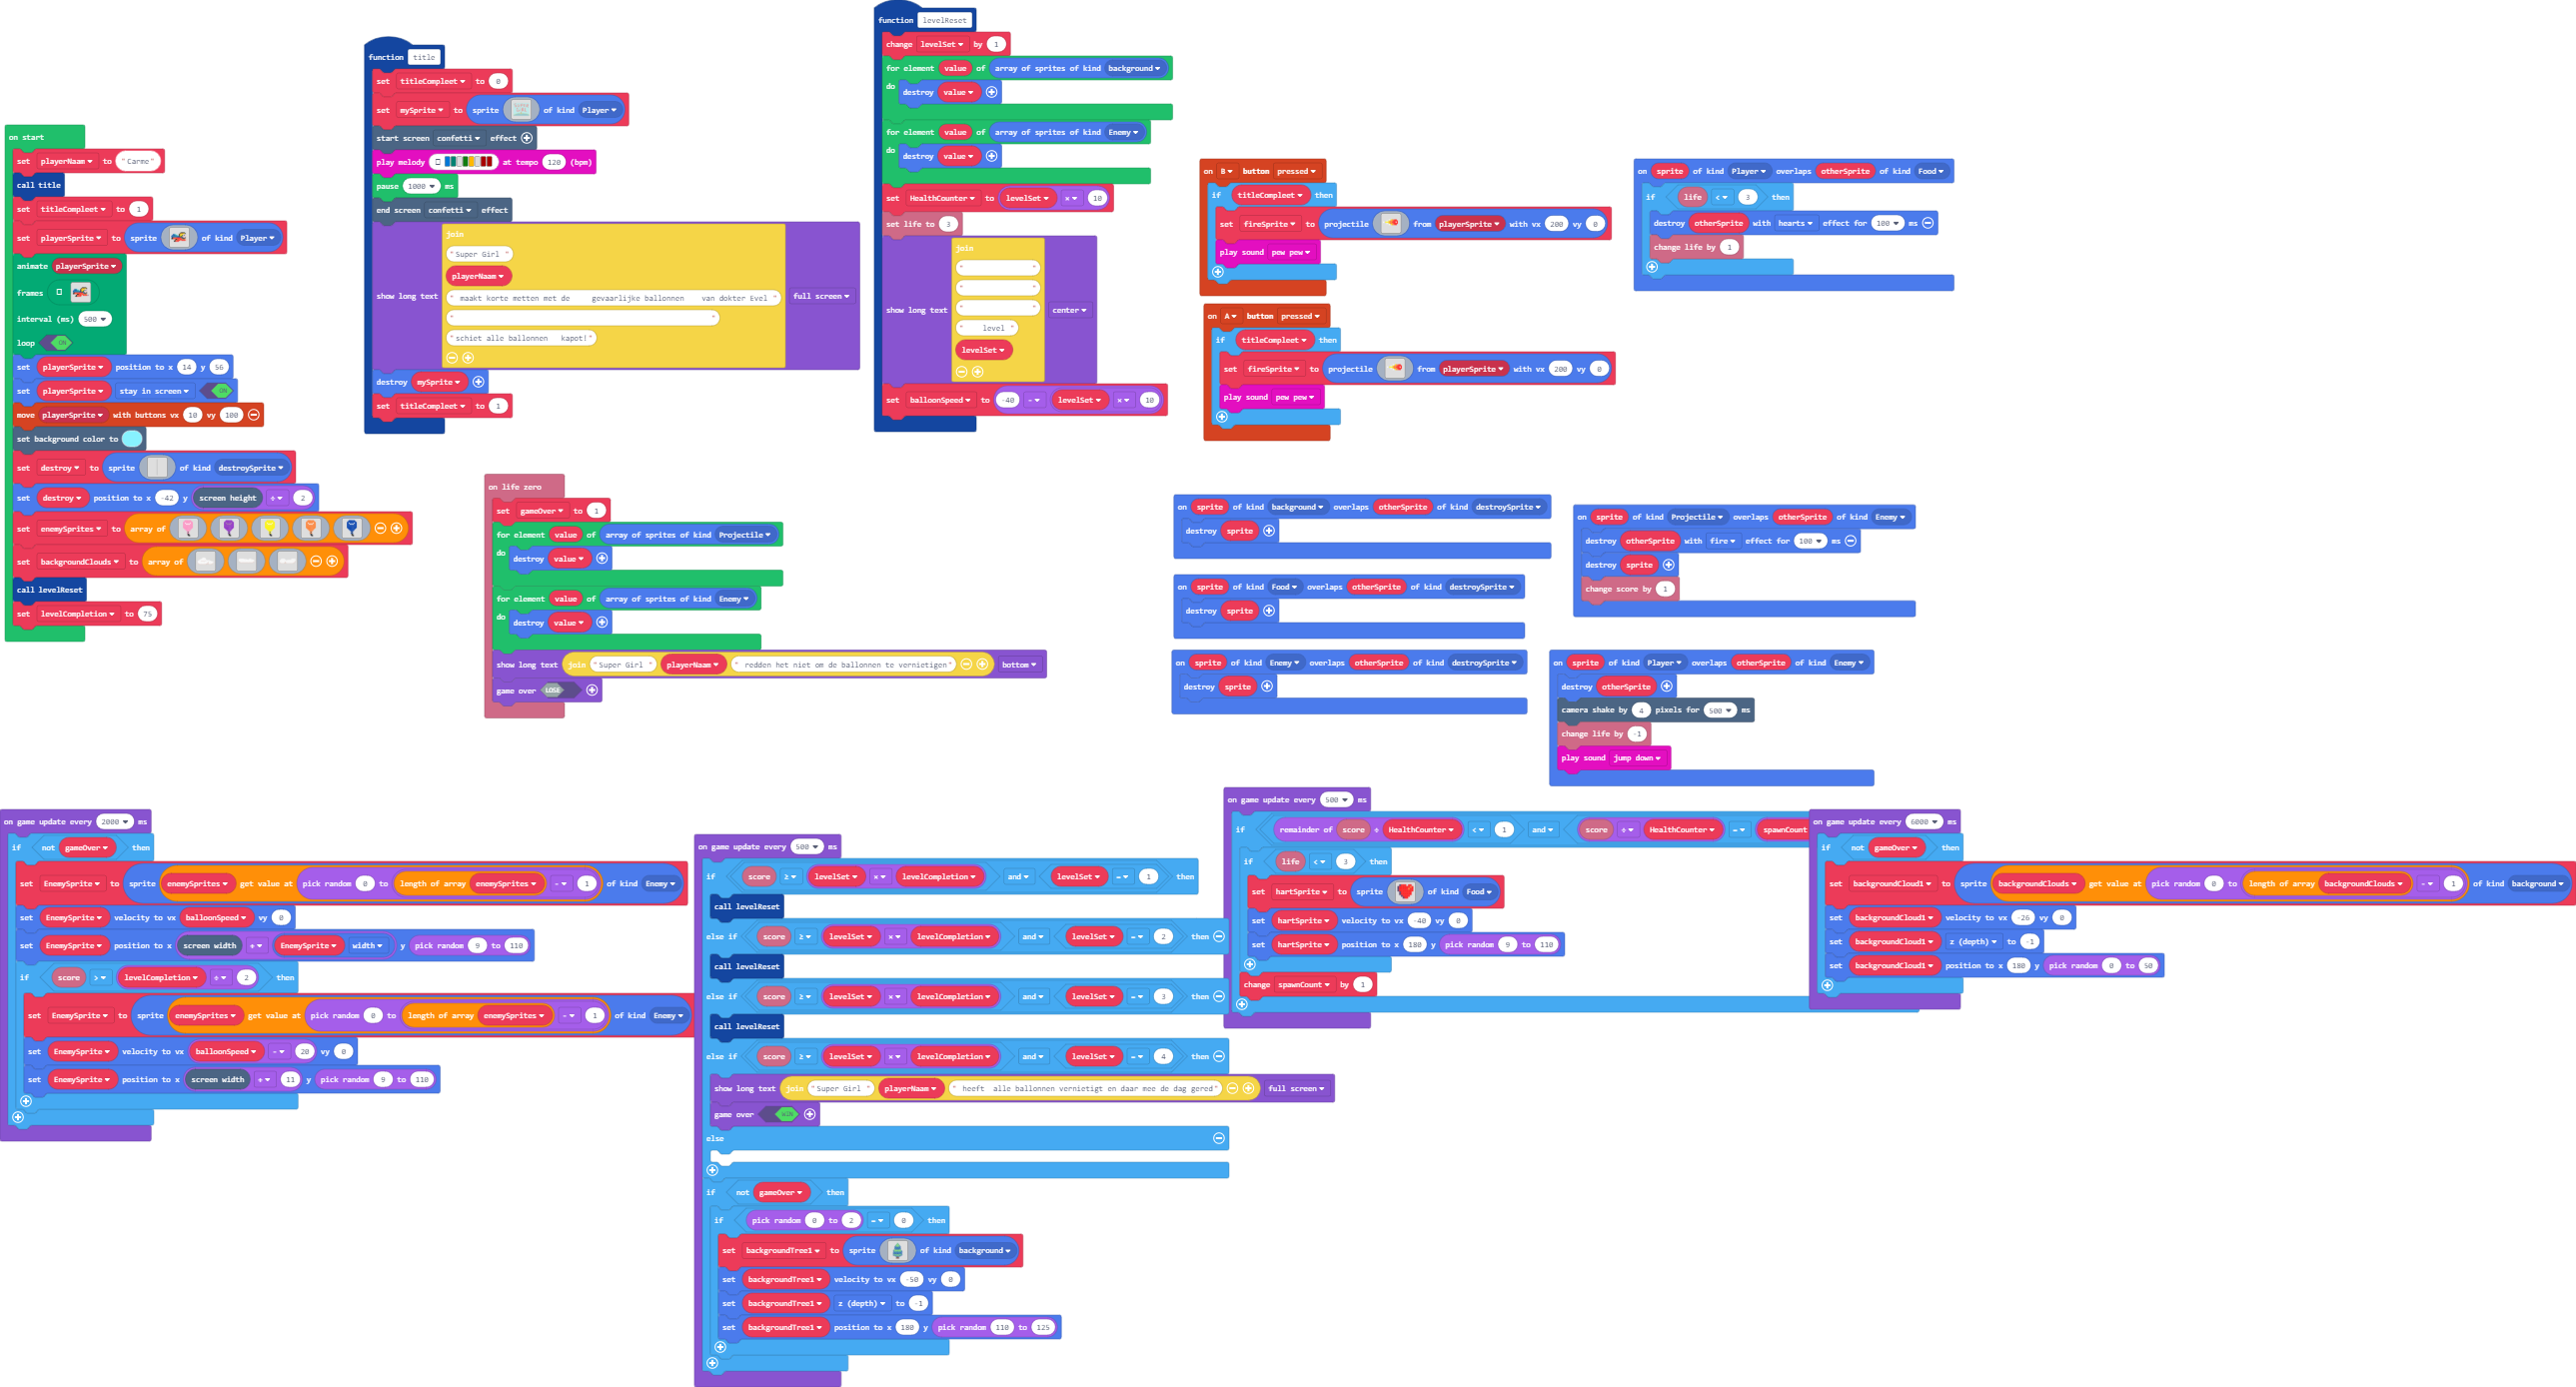 on start
set playerNaam to "Carme"
call title
set titleCompleet to 1
set playerSprite to sprite of kind Player
animate playerSprite
frames
interval (ms) 500
loop ON
set playerSprite position to x 14 y 56
set playerSprite stay in screen ON
move playerSprite with buttons vx 10 vy 100
set background color to
set destroy to sprite of kind destroySprite
set destroy position to x -42 y screen height ÷ 2
set enemySprites to array of
set backgroundClouds to array of
call levelReset
set levelCompletion to 75
function title
set titleCompleet to 0
set mySprite to sprite of kind Player
start screen confetti effect
play melody at tempo 120 (bpm)
pause 1000 ms
end screen confetti effect
show long text join full screen
"Super Girl "
playerNaam
" maakt korte metten met de gevaarlijke ballonnen van dokter Evel "
" "
"schiet alle ballonnen kapot!"
destroy mySprite
set titleCompleet to 1
function levelReset
change levelSet by 1
for element value of array of sprites of kind background
do destroy value
for element value of array of sprites of kind Enemy
do destroy value
set HealthCounter to levelSet × 10
set life to 3
show long text join center
" "
" "
" "
" level "
levelSet
set balloonSpeed to -40 - levelSet × 10
on B button pressed
if titleCompleet then
set fireSprite to projectile from playerSprite with vx 200 vy 0
play sound pew pew
on A button pressed
if titleCompleet then
set fireSprite to projectile from playerSprite with vx 200 vy 0
play sound pew pew
on sprite of kind Player overlaps otherSprite of kind Food
if life < 3 then
destroy otherSprite with hearts effect for 100 ms
change life by 1
on life zero
set gameOver to 1
for element value of array of sprites of kind Projectile
do destroy value
for element value of array of sprites of kind Enemy
do destroy value
show long text join "Super Girl " playerNaam " redden het niet om de ballonnen te vernietigen" bottom
game over LOSE
on sprite of kind background overlaps otherSprite of kind destroySprite
destroy sprite
on sprite of kind Food overlaps otherSprite of kind destroySprite
destroy sprite
on sprite of kind Enemy overlaps otherSprite of kind destroySprite
destroy sprite
on sprite of kind Projectile overlaps otherSprite of kind Enemy
destroy otherSprite with fire effect for 100 ms
destroy sprite
change score by 1
on sprite of kind Player overlaps otherSprite of kind Enemy
destroy otherSprite
camera shake by 4 pixels for 500 ms
change life by -1
play sound jump down
on game update every 2000 ms
if not gameOver then
set EnemySprite to sprite enemySprites get value at pick random 0 to length of array enemySprites - 1 of kind Enemy
set EnemySprite velocity to vx balloonSpeed vy 0
set EnemySprite position to x screen width + EnemySprite width y pick random 9 to 110
if score > levelCompletion ÷ 2 then
set EnemySprite to sprite enemySprites get value at pick random 0 to length of array enemySprites - 1 of kind Enemy
set EnemySprite velocity to vx balloonSpeed - 20 vy 0
set EnemySprite position to x screen width + 11 y pick random 9 to 110
on game update every 500 ms
if score ≥ levelSet × levelCompletion and levelSet = 1 then
call levelReset
else if score ≥ levelSet × levelCompletion and levelSet = 2 then
call levelReset
else if score ≥ levelSet × levelCompletion and levelSet = 3 then
call levelReset
else if score ≥ levelSet × levelCompletion and levelSet = 4 then
show long text join "Super Girl " playerNaam " heeft alle ballonnen vernietigt en daar mee de dag gered" full screen
game over WIN
else
if not gameOver then
if pick random 0 to 2 = 0 then
set backgroundTree1 to sprite of kind background
set backgroundTree1 velocity to vx -50 vy 0
set backgroundTree1 z (depth) to -1
set backgroundTree1 position to x 180 y pick random 110 to 125
on game update every 500 ms
if remainder of score ÷ HealthCounter < 1 and score ÷ HealthCounter = spawnCount
if life < 3 then
set hartSprite to sprite of kind Food
set hartSprite velocity to vx -40 vy 0
set hartSprite position to x 180 y pick random 9 to 110
change spawnCount by 1
on game update every 6000 ms
if not gameOver then
set backgroundCloud1 to sprite backgroundClouds get value at pick random 0 to length of array backgroundClouds - 1 of kind background
set backgroundCloud1 velocity to vx -26 vy 0
set backgroundCloud1 z (depth) to -1
set backgroundCloud1 position to x 180 y pick random 0 to 50